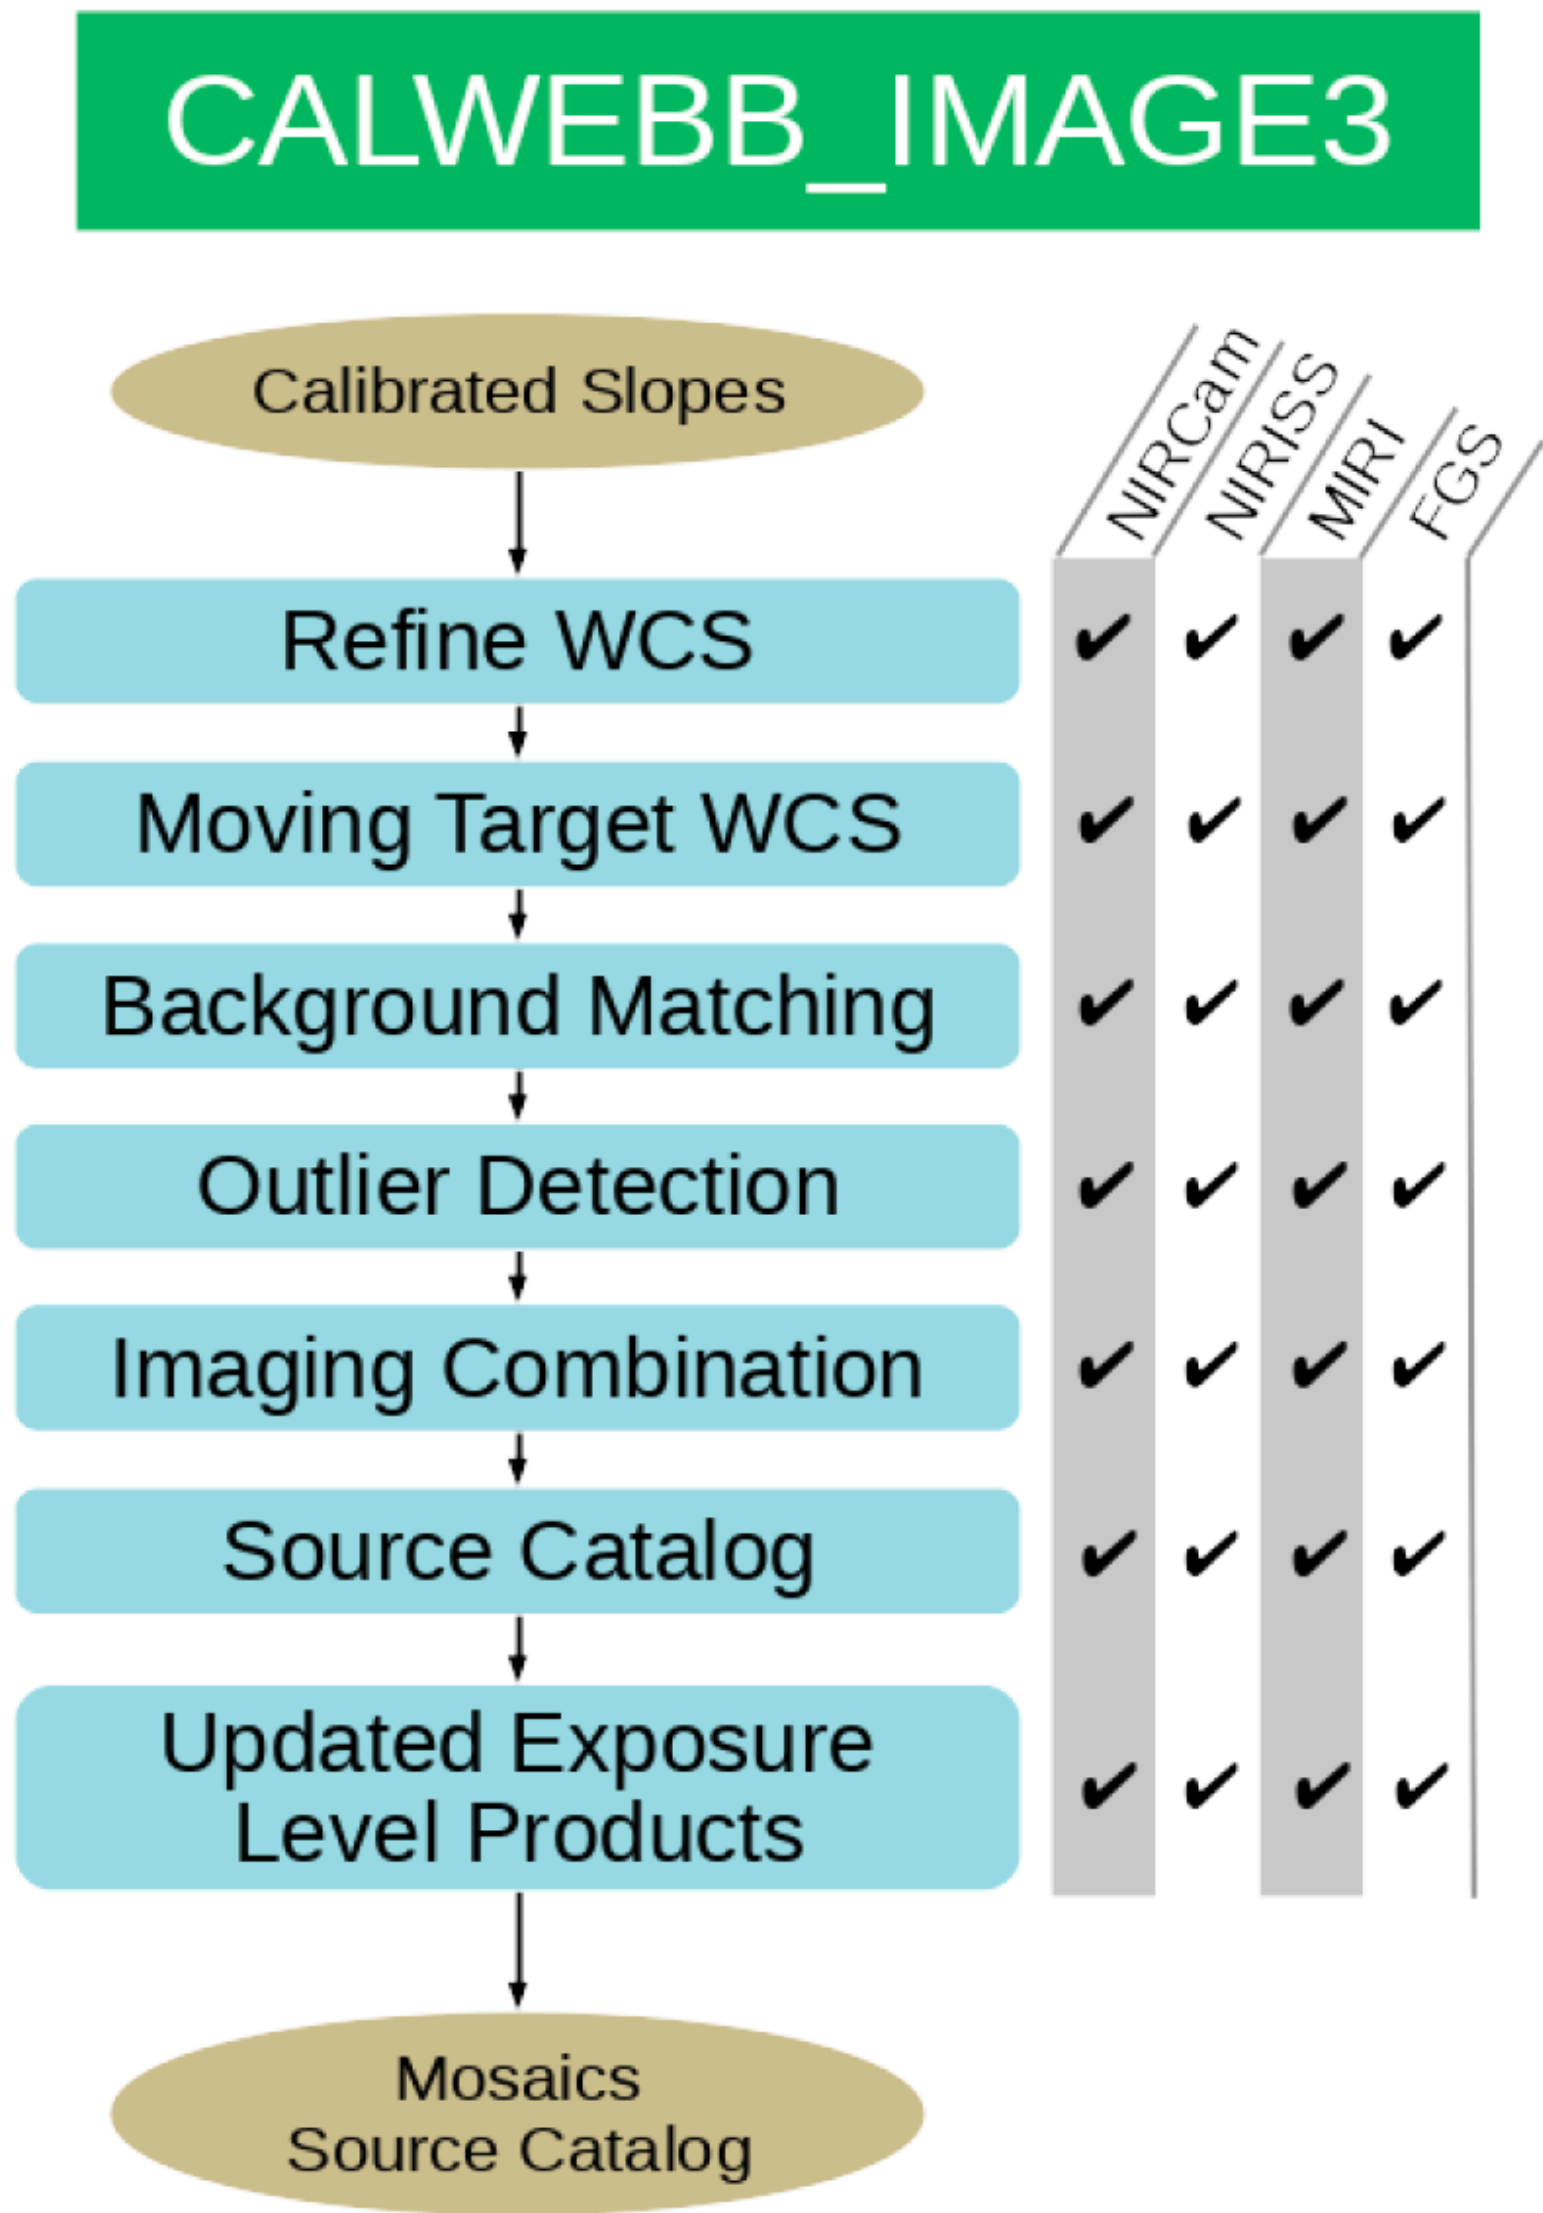 CALWEBB_IMAGE3
Calibrated Slopes
NIRCam
NIRISS
MIRI
FGS
Refine WCS
✔ ✔ ✔ ✔
Moving Target WCS
✔ ✔ ✔ ✔
Background Matching
✔ ✔ ✔ ✔
Outlier Detection
✔ ✔ ✔ ✔
Imaging Combination
✔ ✔ ✔ ✔
Source Catalog
✔ ✔ ✔ ✔
Updated Exposure
Level Products
✔ ✔ ✔ ✔
Mosaics
Source Catalog